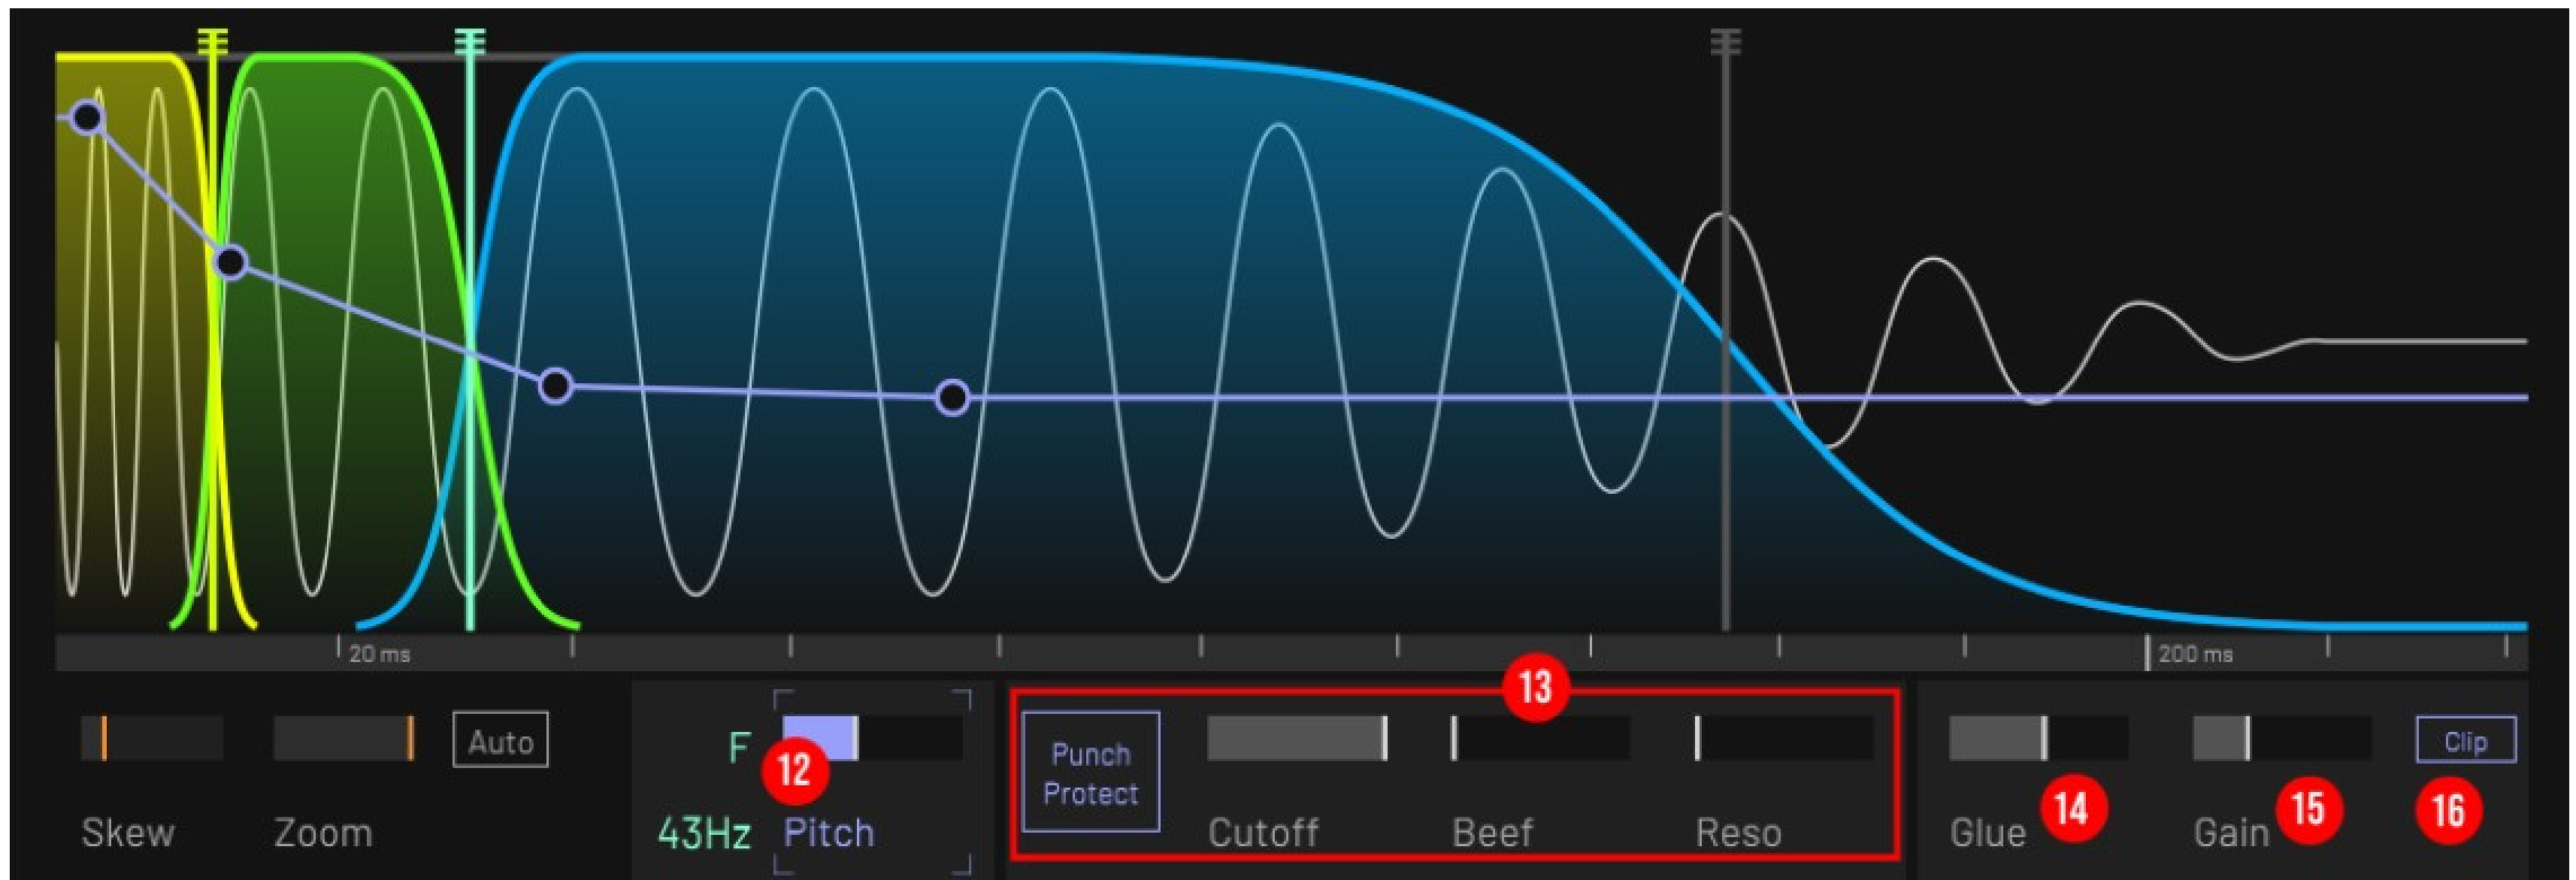 20 ms
200 ms
13
Auto
F
12
Punch
Protect
Clip
14
15
16
Skew
Zoom
43Hz
Pitch
Cutoff
Beef
Reso
Glue
Gain